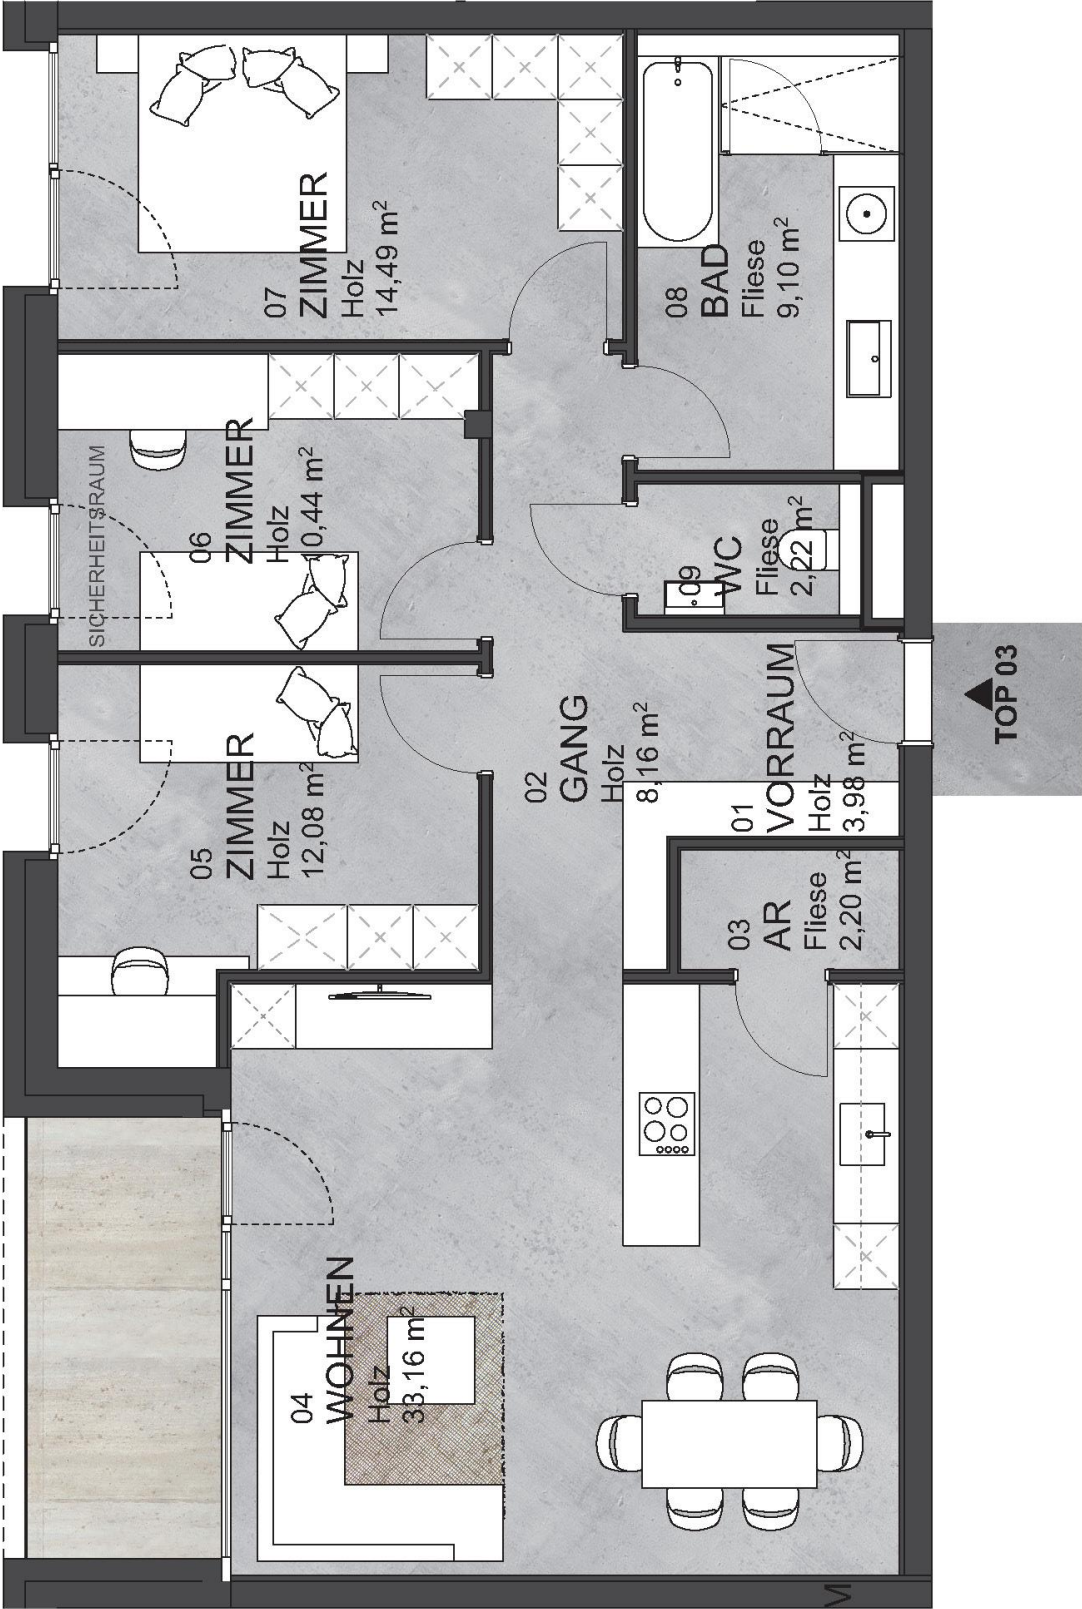 07
ZIMMER
Holz
14,49 m²
08
BAD
Fliese
9,10 m²
SICHERHEITSRAUM
06
ZIMMER
Holz
0,44 m²
09
WC
Fliese
2,22 m²
05
ZIMMER
Holz
12,08 m²
02
GANG
Holz
8,16 m²
01
VORRAUM
Holz
3,98 m²
TOP 03
03
AR
Fliese
2,20 m²
04
WOHNEN
Holz
33,16 m²
M